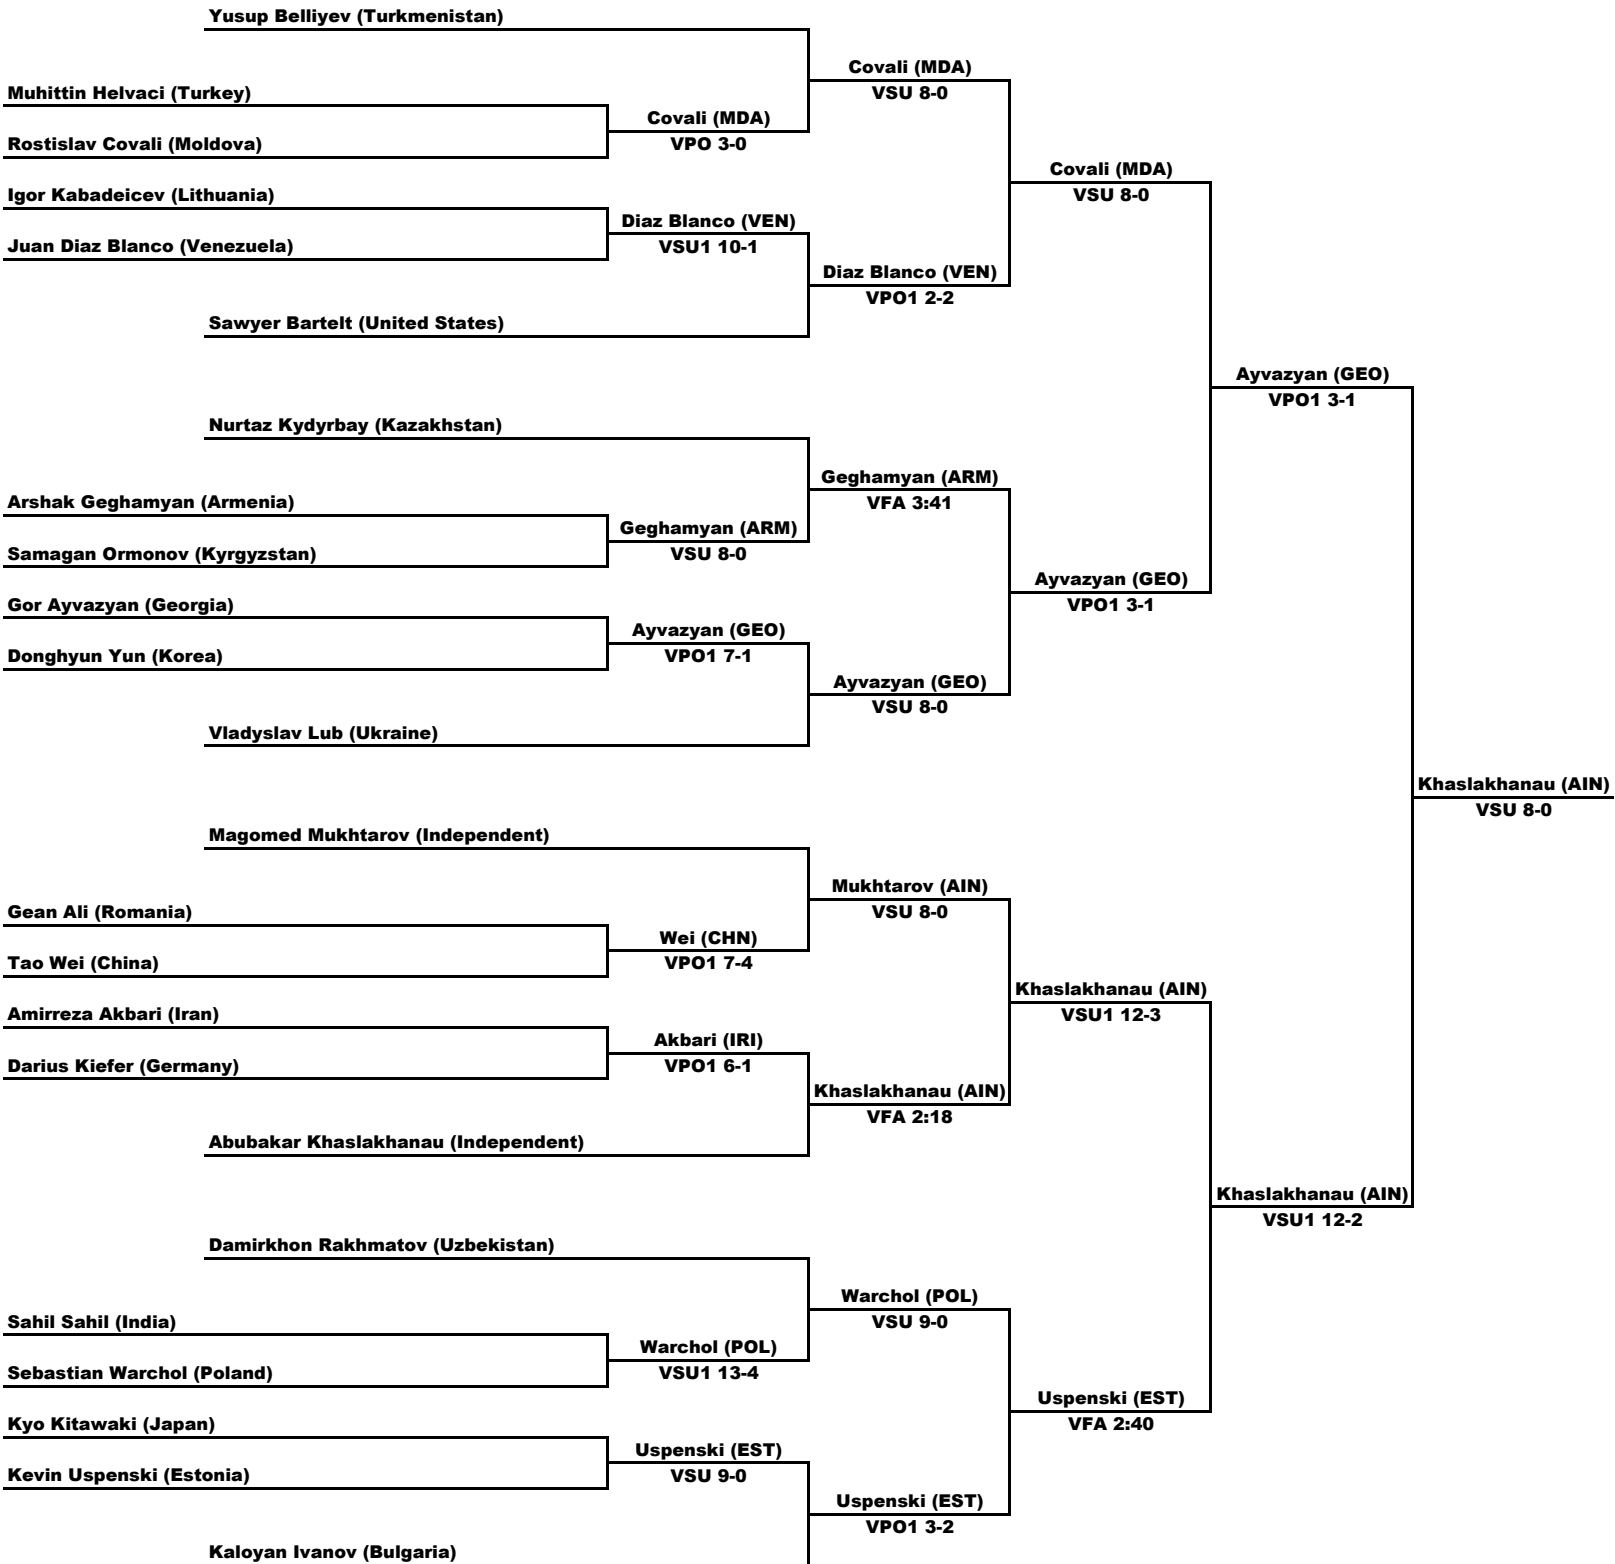 Yusup Belliyev (Turkmenistan)
Covali (MDA)
VSU 8-0
Muhittin Helvaci (Turkey)
Covali (MDA)
VPO 3-0
Rostislav Covali (Moldova)
Covali (MDA)
VSU 8-0
Igor Kabadeicev (Lithuania)
Diaz Blanco (VEN)
VSU1 10-1
Juan Diaz Blanco (Venezuela)
Diaz Blanco (VEN)
VPO1 2-2
Sawyer Bartelt (United States)
Ayvazyan (GEO)
VPO1 3-1
Nurtaz Kydyrbay (Kazakhstan)
Geghamyan (ARM)
VFA 3:41
Arshak Geghamyan (Armenia)
Geghamyan (ARM)
VSU 8-0
Samagan Ormonov (Kyrgyzstan)
Ayvazyan (GEO)
VPO1 3-1
Gor Ayvazyan (Georgia)
Ayvazyan (GEO)
VPO1 7-1
Donghyun Yun (Korea)
Ayvazyan (GEO)
VSU 8-0
Vladyslav Lub (Ukraine)
Khaslakhanau (AIN)
VSU 8-0
Magomed Mukhtarov (Independent)
Mukhtarov (AIN)
VSU 8-0
Gean Ali (Romania)
Wei (CHN)
VPO1 7-4
Tao Wei (China)
Khaslakhanau (AIN)
VSU1 12-3
Amirreza Akbari (Iran)
Akbari (IRI)
VPO1 6-1
Darius Kiefer (Germany)
Khaslakhanau (AIN)
VFA 2:18
Abubakar Khaslakhanau (Independent)
Khaslakhanau (AIN)
VSU1 12-2
Damirkhon Rakhmatov (Uzbekistan)
Warchol (POL)
VSU 9-0
Sahil Sahil (India)
Warchol (POL)
VSU1 13-4
Sebastian Warchol (Poland)
Uspenski (EST)
VFA 2:40
Kyo Kitawaki (Japan)
Uspenski (EST)
VSU 9-0
Kevin Uspenski (Estonia)
Uspenski (EST)
VPO1 3-2
Kaloyan Ivanov (Bulgaria)